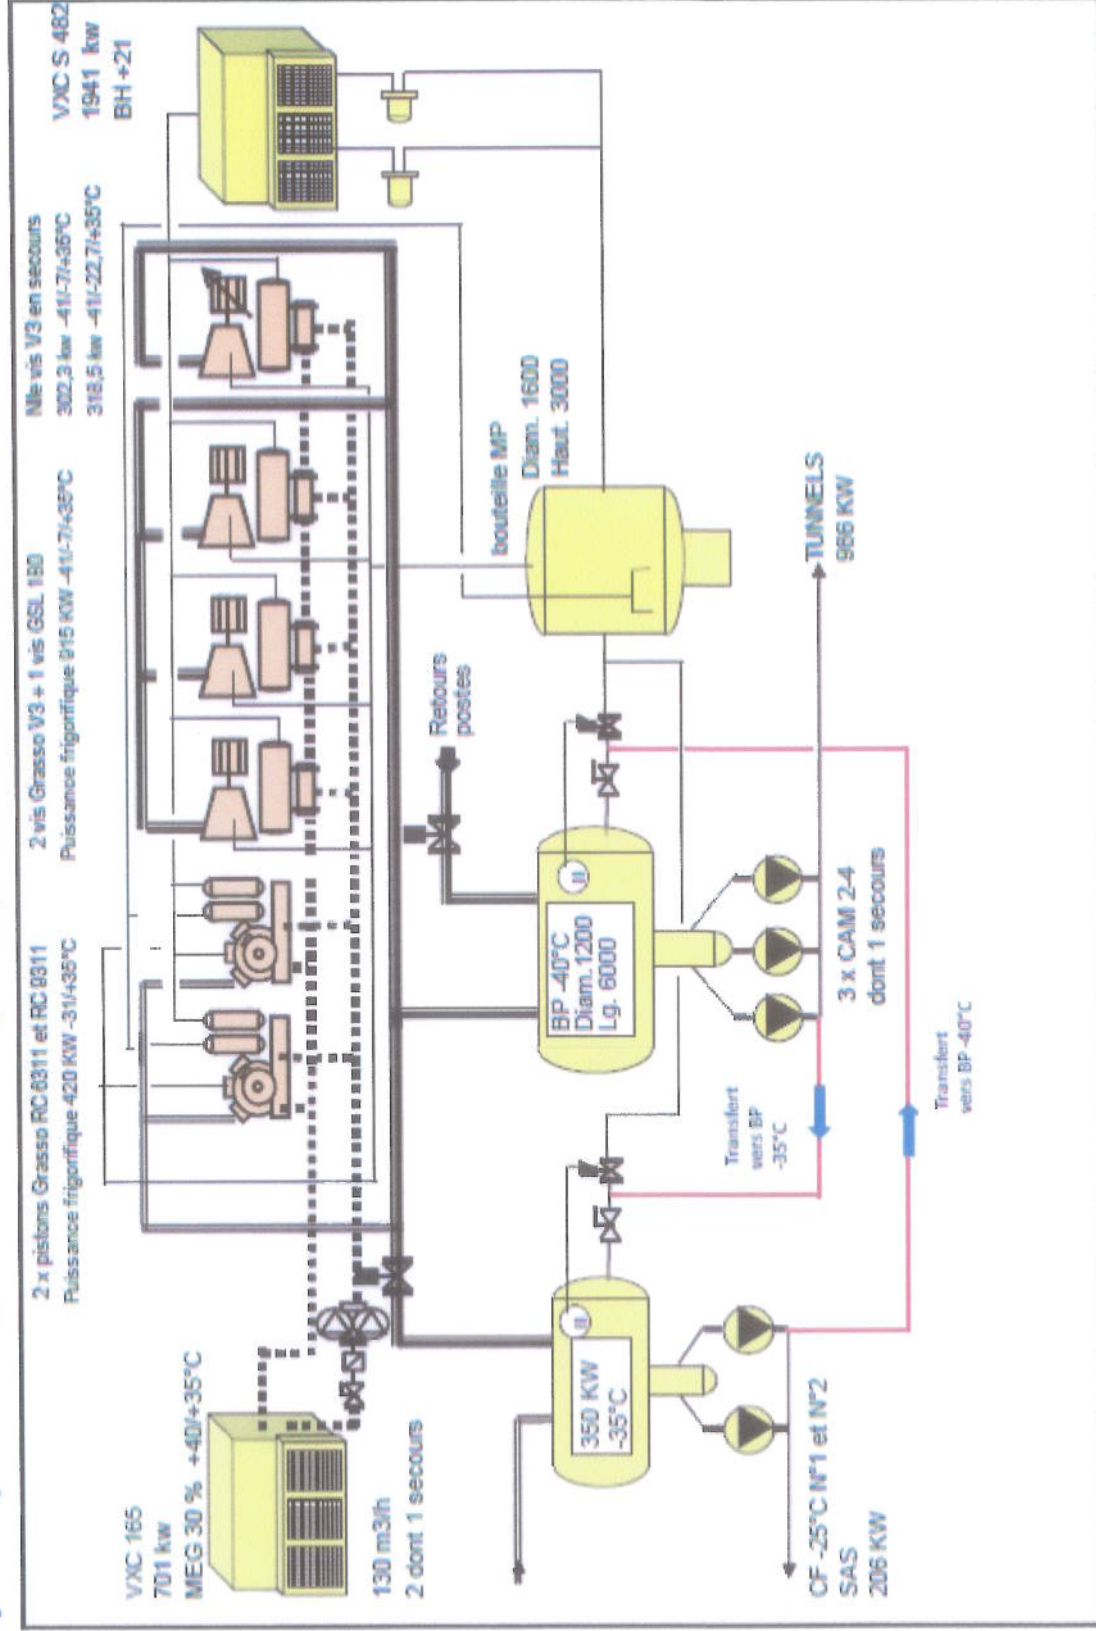 2 x pistons Grasso RC 6311 et RC 9311
Puissance frigorifique 420 KW -31/+35°C
2 vis Grasso V3 + 1 vis GSL 180
Puissance frigorifique 915 KW -41/-7/+35°C
Nlle vis V3 en secours
302,3 kw -41/-7/+35°C
318,5 kw -41/-22,7/+35°C
VXC S 482
1941 kw
BH +21
VXC 165
701 kw
MEG 30 % +40/+35°C
130 m3/h
2 dont 1 secours
Retours
postes
bouteille MP
Diam. 1600
Haut. 3000
350 KW
-35°C
BP -40°C
Diam.1200
Lg. 6000
TUNNELS
966 KW
3 x CAM 2-4
dont 1 secours
Transfert
vers BP
-35°C
Transfert
vers BP -40°C
CF -25°C N°1 et N°2
SAS
206 KW